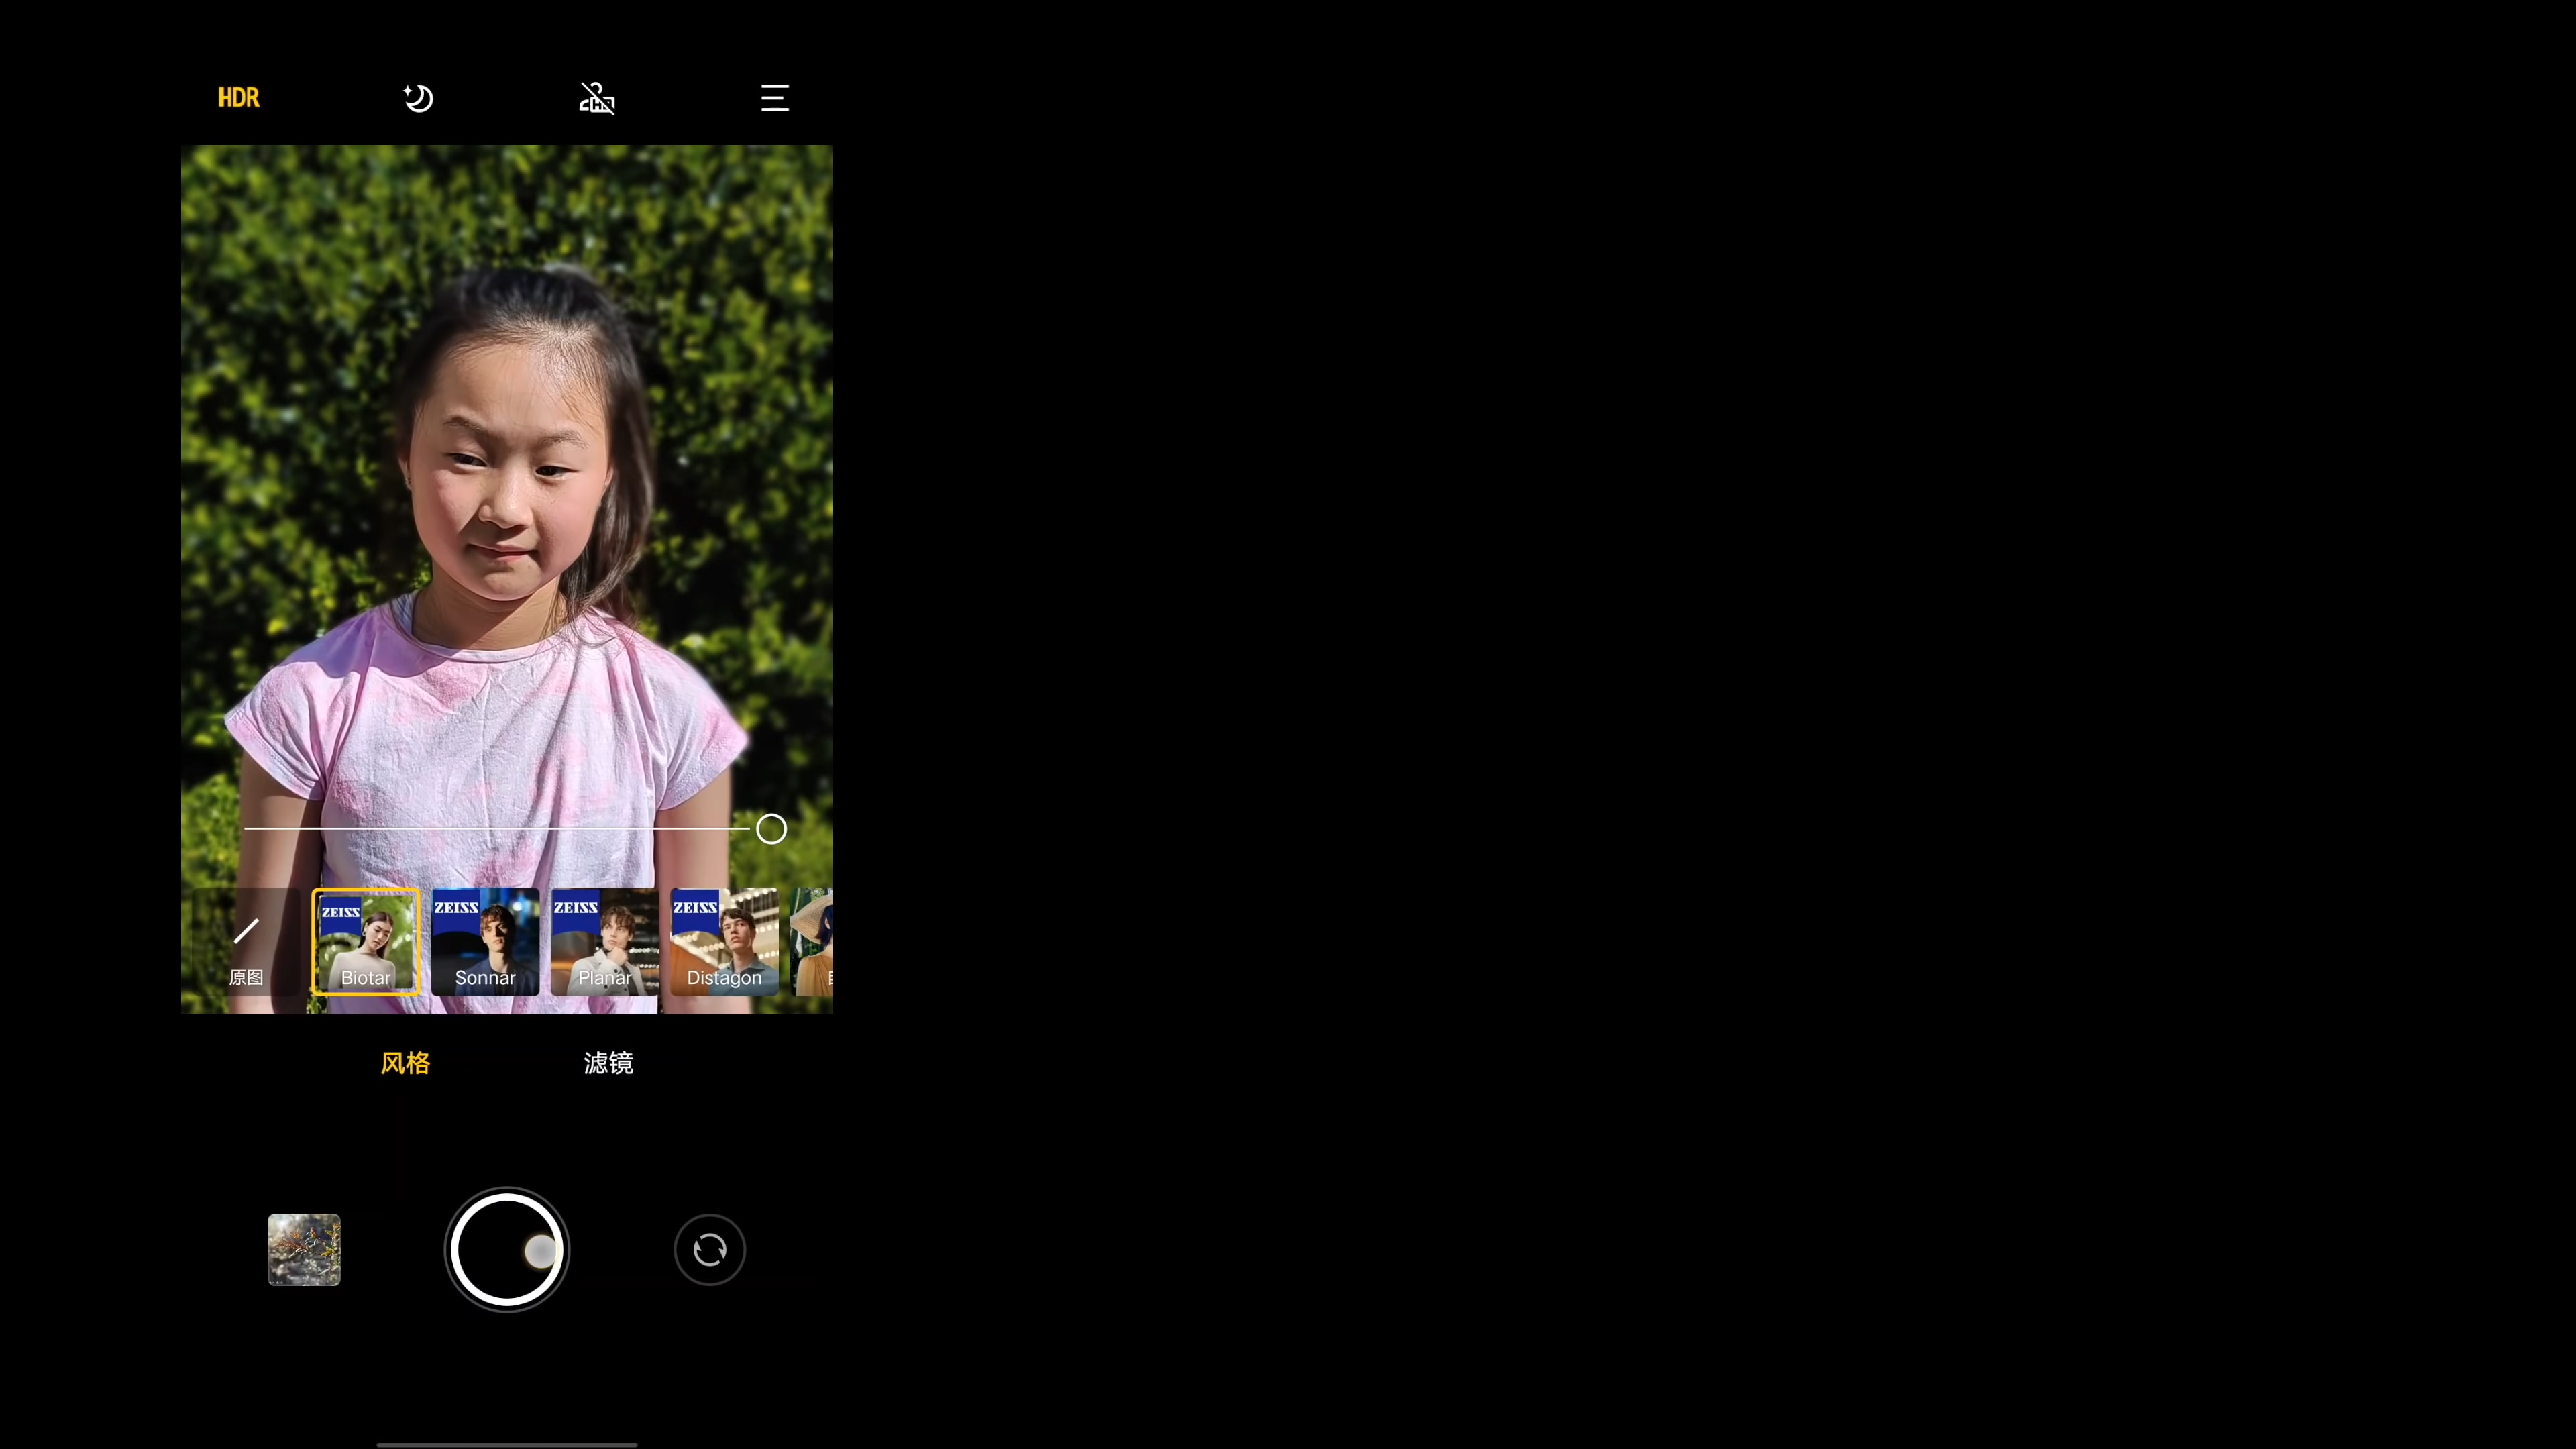 HDR
ZEISS
ZEISS
ZEISS
ZEISS
原图
Biotar
Sonnar
Planar
Distagon
风格
滤镜